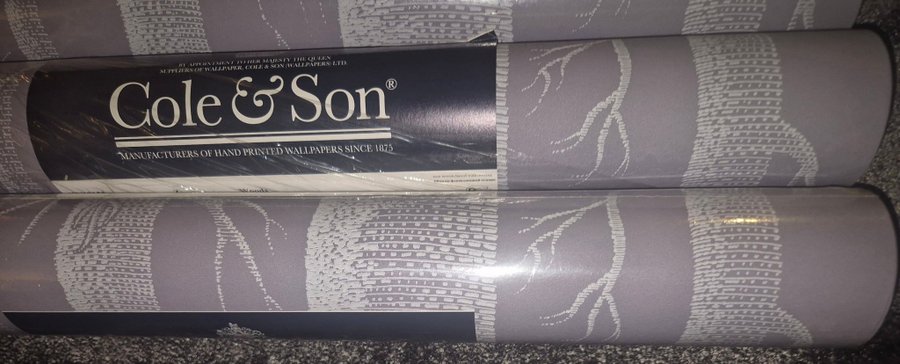 BY APPOINTMENT TO HER MAJESTY THE QUEEN
SUPPLIERS OF WALLPAPER, COLE & SON (WALLPAPERS) LTD.
Cole & Son®
MANUFACTURERS OF HAND PRINTED WALLPAPERS SINCE 1875
Woods